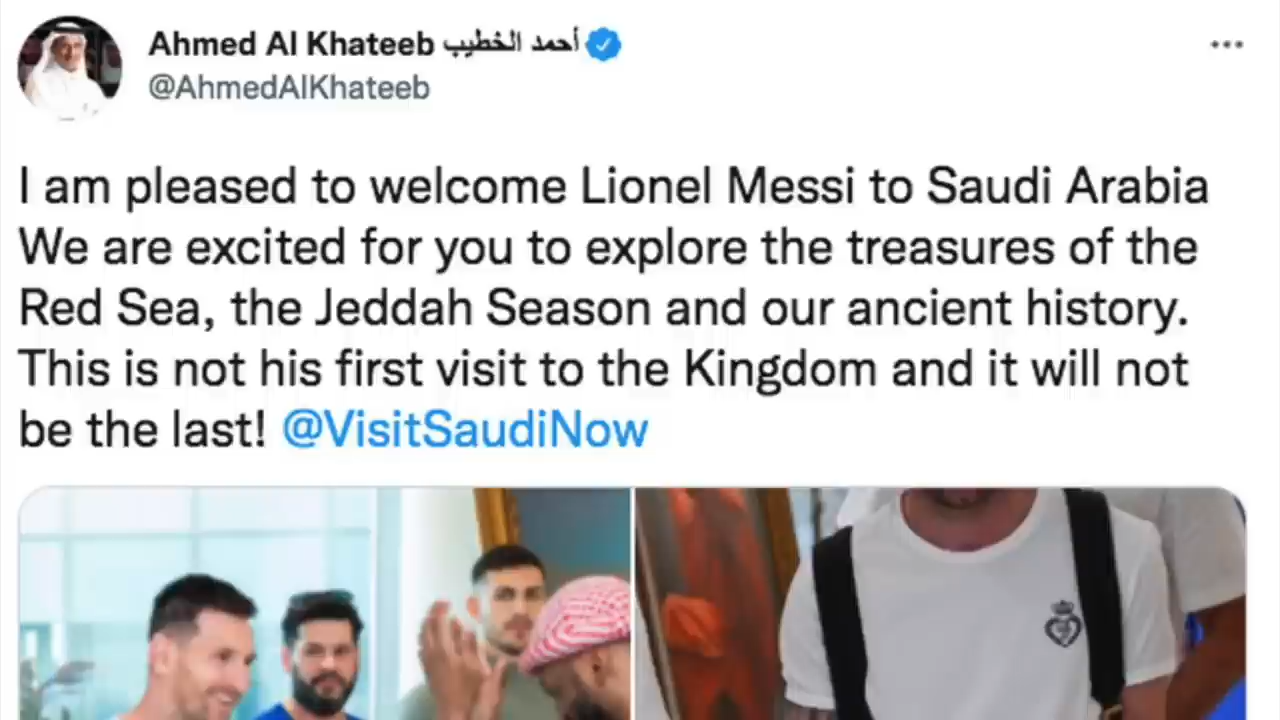 Ahmed Al Khateeb أحمد الخطيب
@AhmedAlKhateeb
I am pleased to welcome Lionel Messi to Saudi Arabia
We are excited for you to explore the treasures of the
Red Sea, the Jeddah Season and our ancient history.
This is not his first visit to the Kingdom and it will not
be the last! @VisitSaudiNow